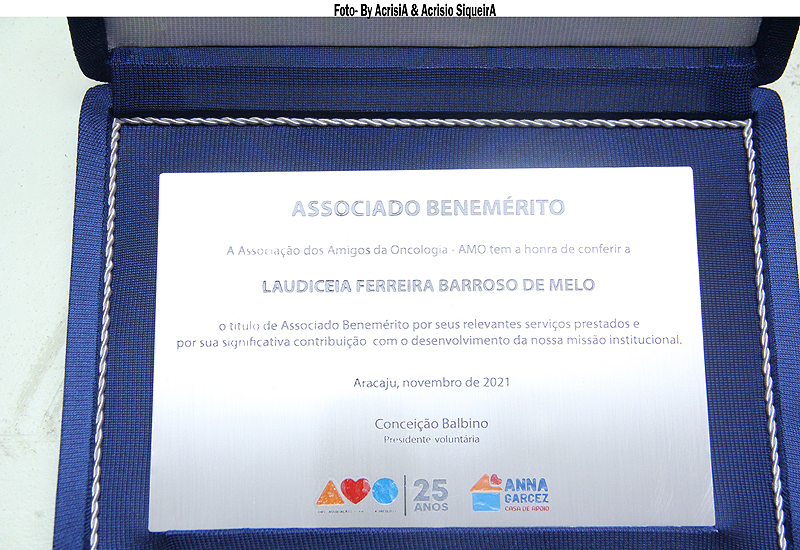 Foto- By AcrisiA & Acrisio SiqueirA
ASSOCIADO BENEMÉRITO
A Associação dos Amigos da Oncologia - AMO tem a honra de conferir a
LAUDICEIA FERREIRA BARROSO DE MELO
o título de Associado Benemérito por seus relevantes serviços prestados e
por sua significativa contribuição com o desenvolvimento da nossa missão institucional.
Aracaju, novembro de 2021
Conceição Balbino
Presidente-voluntária
25
ANOS
ANNA
GARCEZ
CASA DE APOIO